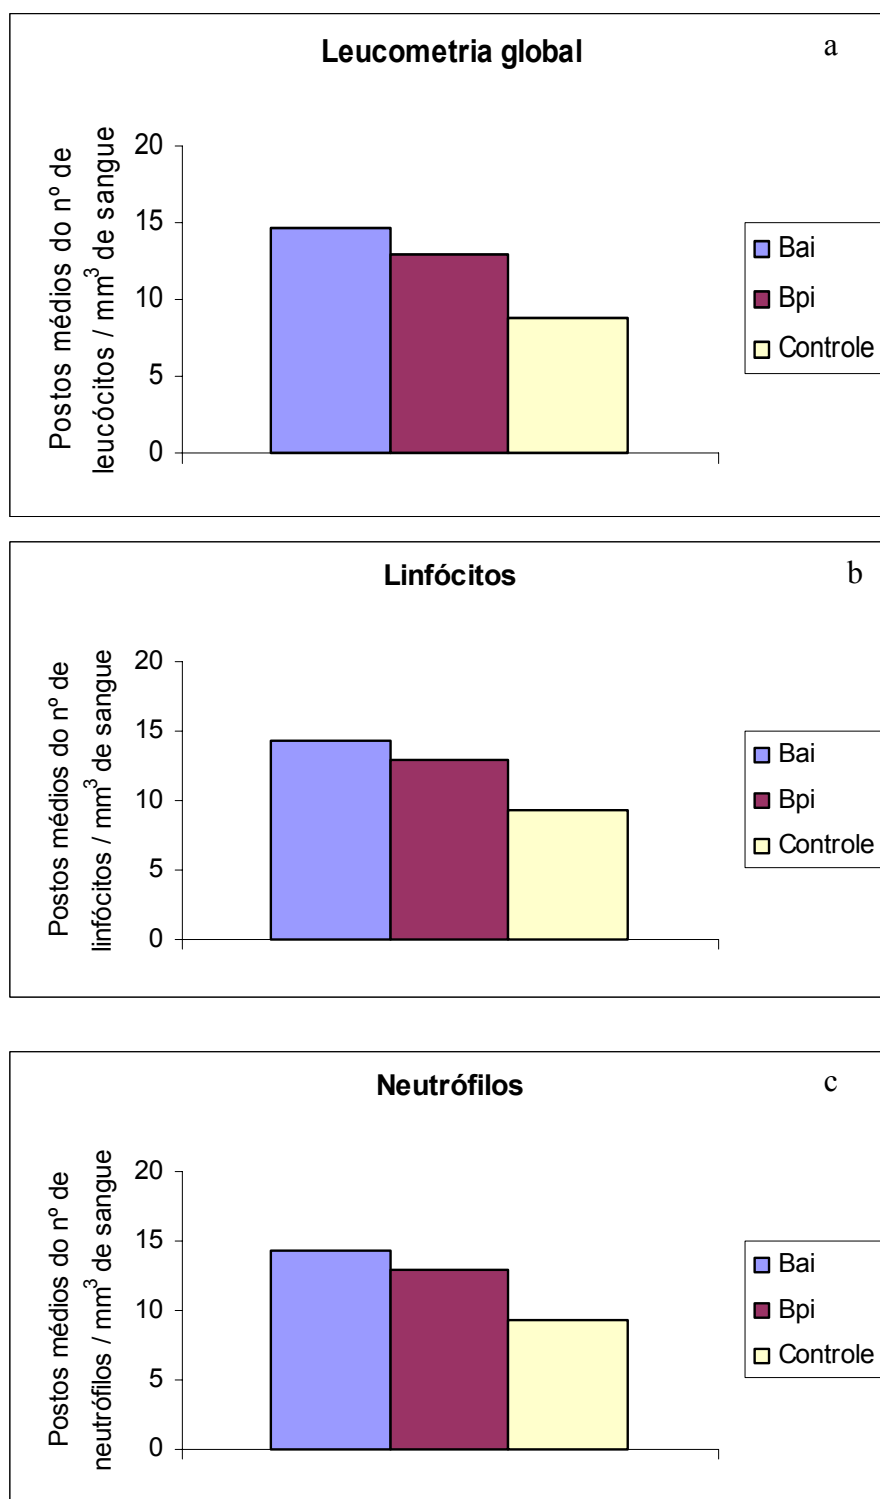 Leucometria global
a
Postos médios do nº de
leucócitos / mm³ de sangue
20
15
10
5
0
Bai
Bpi
Controle
Linfócitos
b
Postos médios do nº de
linfócitos / mm³ de sangue
20
15
10
5
0
Bai
Bpi
Controle
Neutrófilos
c
Postos médios do nº de
neutrófilos / mm³ de sangue
20
15
10
5
0
Bai
Bpi
Controle